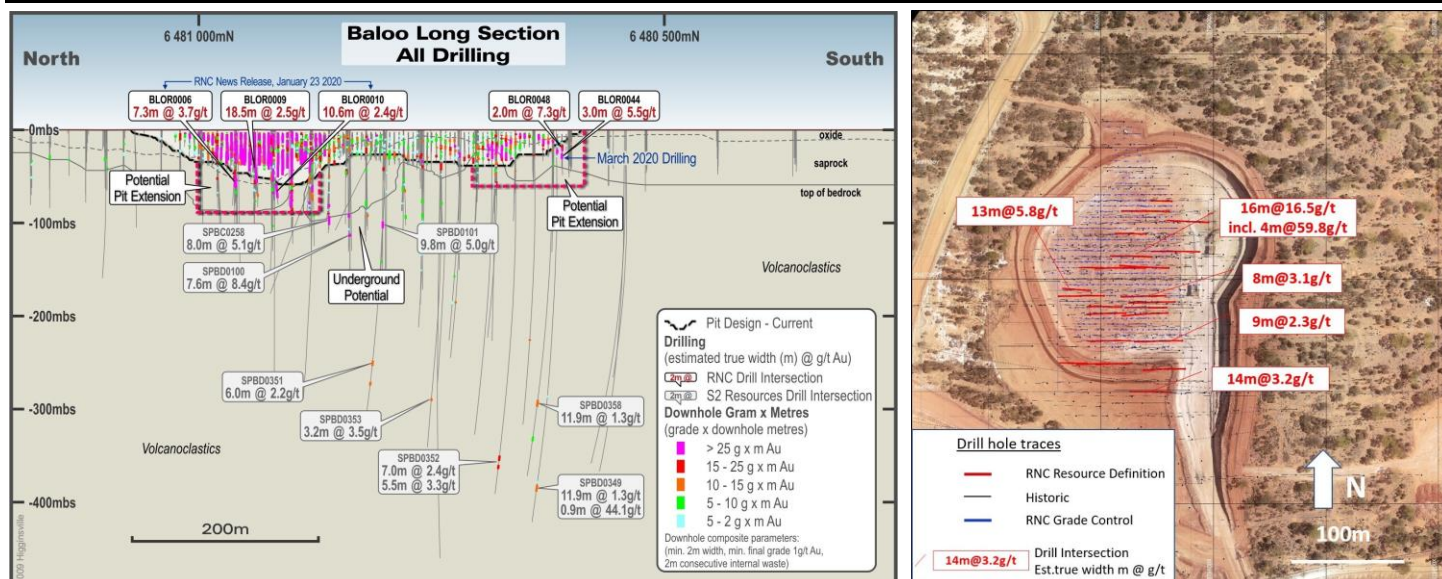 6 481 000mN
Baloo Long Section
All Drilling
6 480 500mN
North
South
RNC News Release, January 23 2020
BLOR0006
7.3m @ 3.7g/t
BLOR0009
18.5m @ 2.5g/t
BLOR0010
10.6m @ 2.4g/t
BLOR0048
2.0m @ 7.3g/t
BLOR0044
3.0m @ 5.5g/t
0mbs
oxide
March 2020 Drilling
saprock
top of bedrock
Potential
Pit Extension
Potential
Pit Extension
-100mbs
SPBC0258
8.0m @ 5.1g/t
SPBD0101
9.8m @ 5.0g/t
SPBD0100
7.6m @ 8.4g/t
Underground
Potential
Volcanoclastics
-200mbs
SPBD0351
6.0m @ 2.2g/t
-300mbs
SPBD0353
3.2m @ 3.5g/t
SPBD0358
11.9m @ 1.3g/t
Volcanoclastics
SPBD0352
7.0m @ 2.4g/t
5.5m @ 3.3g/t
SPBD0349
11.9m @ 1.3g/t
0.9m @ 44.1g/t
-400mbs
200m
009 Higginsville
Pit Design - Current
Drilling
(estimated true width (m) @ g/t Au)
2m @ RNC Drill Intersection
2m @ S2 Resources Drill Intersection
Downhole Gram x Metres
(grade x downhole metres)
> 25 g x m Au
15 - 25 g x m Au
10 - 15 g x m Au
5 - 10 g x m Au
5 - 2 g x m Au
Downhole composite parameters:
(min. 2m width, min. final grade 1g/t Au,
2m consecutive internal waste)
13m@5.8g/t
16m@16.5g/t
incl. 4m@59.8g/t
8m@3.1g/t
9m@2.3g/t
14m@3.2g/t
Drill hole traces
RNC Resource Definition
Historic
RNC Grade Control
14m@3.2g/t Drill Intersection
Est.true width m @ g/t
N
100m